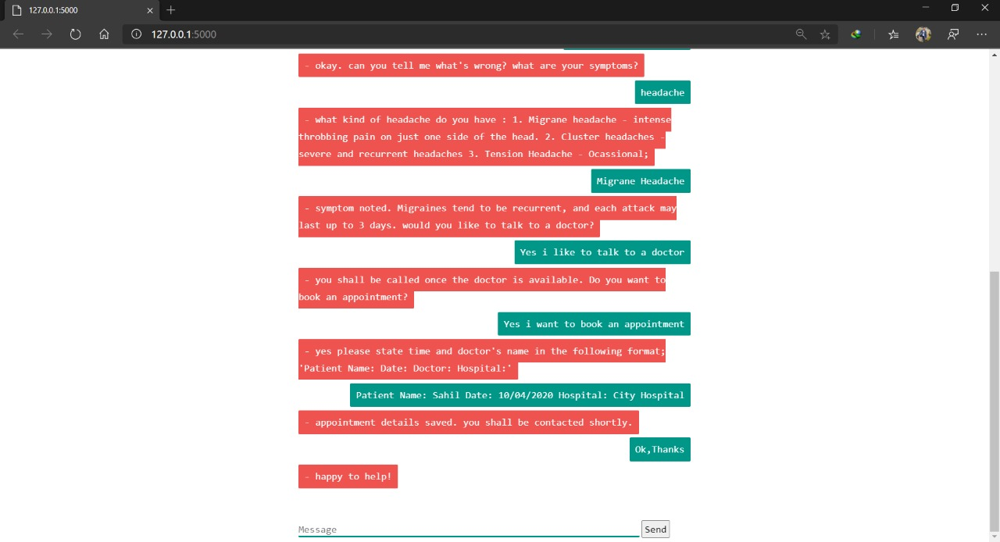 127.0.0.1:5000
127.0.0.1:5000
- okay. can you tell me what's wrong? what are your symptoms?
headache
- what kind of headache do you have : 1. Migrane headache - intense
throbbing pain on just one side of the head. 2. Cluster headaches -
severe and recurrent headaches 3. Tension Headache - Ocassional;
Migrane Headache
- symptom noted. Migraines tend to be recurrent, and each attack may
last up to 3 days. would you like to talk to a doctor?
Yes i like to talk to a doctor
- you shall be called once the doctor is available. Do you want to
book an appointment?
Yes i want to book an appointment
- yes please state time and doctor's name in the following format;
'Patient Name: Date: Doctor: Hospital:'
Patient Name: Sahil Date: 10/04/2020 Hospital: City Hospital
- appointment details saved. you shall be contacted shortly.
Ok,Thanks
- happy to help!
Message
Send